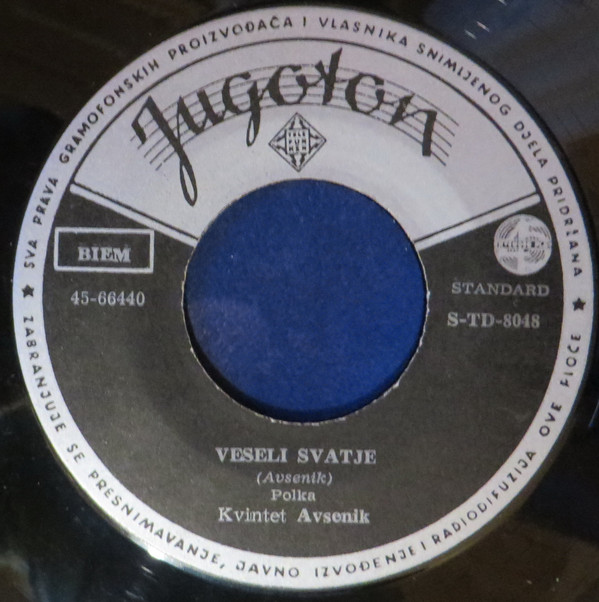 SVA PRAVA GRAMOFONSKIH PROIZVOĐAČA I VLASNIKA SNIMLJENOG DJELA PRIDRŽANA ★
Jugoton
BIEM
45-66440
STANDARD
S-TD-8048
VESELI SVATJE
(Avsenik)
Polka
Kvintet Avsenik
ZABRANJUJE SE PRESNIMAVANJE, JAVNO IZVOĐENJE I RADIODIFUZIJA OVE PLOČE ★